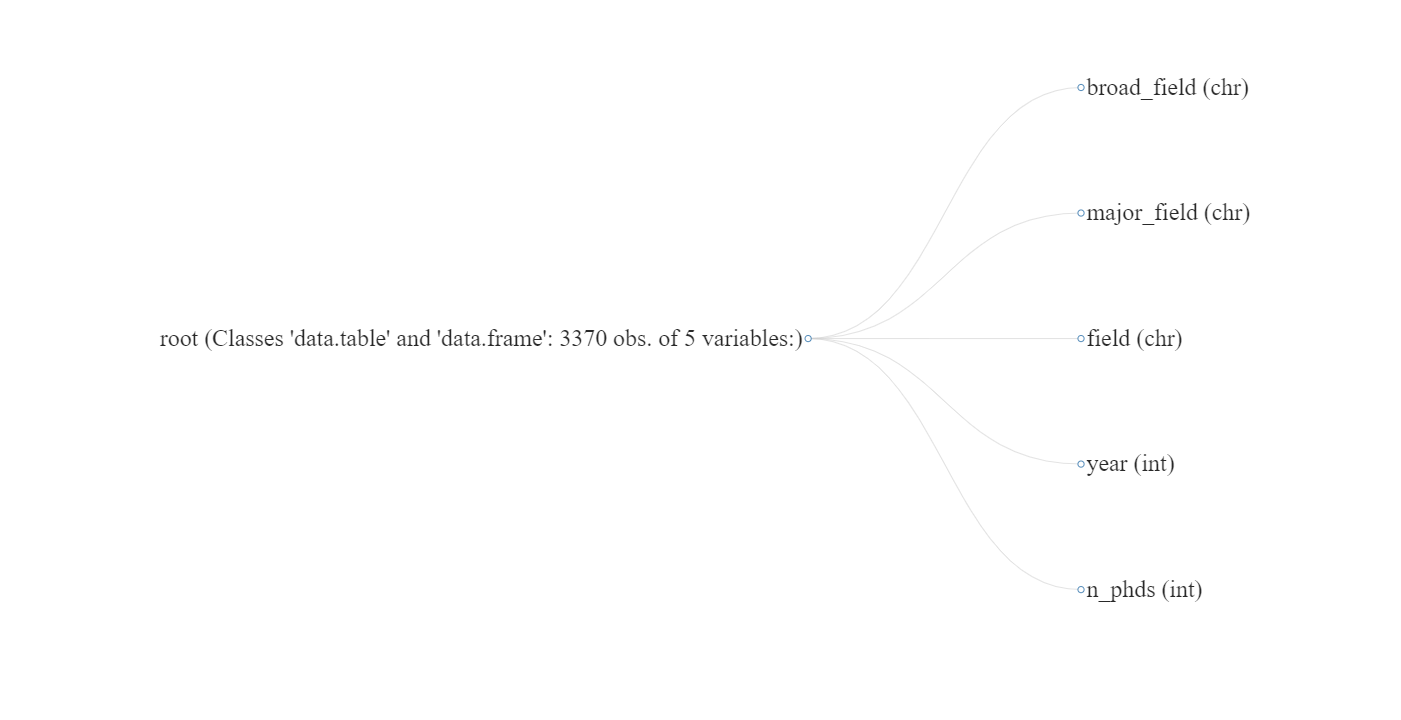 broad_field (chr)
major_field (chr)
root (Classes 'data.table' and 'data.frame': 3370 obs. of 5 variables:)
field (chr)
year (int)
n_phds (int)